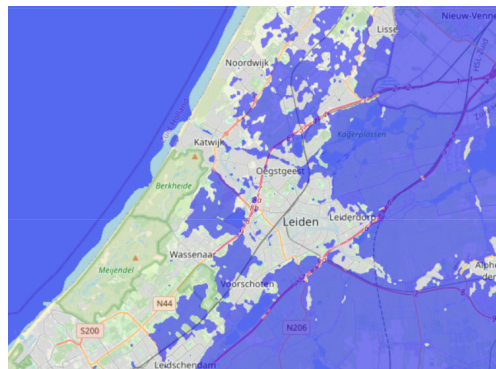 Nieuw-Venne
Lisse
Noordwijk
Katwijk
Kagerplassen
Oegstgeest
Berkheide
Leiden
Leiderdorp
Wassenaar
Meijendel
Alphe
Voorschoten
N44
S200
N206
Leidschendam